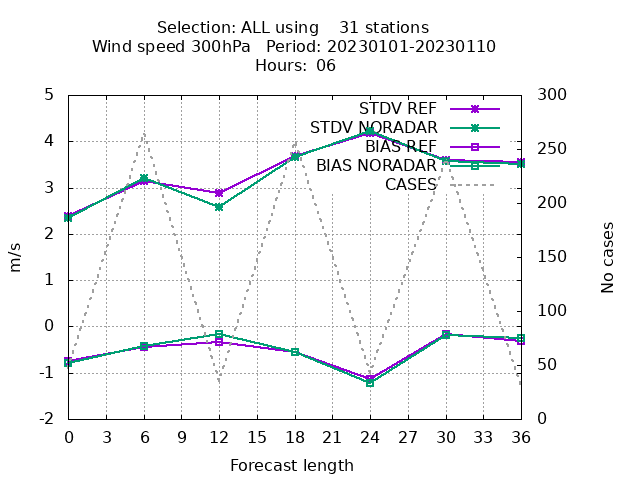 Selection: ALL using    31 stations
Wind speed 300hPa   Period: 20230101-20230110
Hours:  06
5
4
3
2
1
0
-1
-2
m/s
STDV REF
STDV NORADAR
BIAS REF
BIAS NORADAR
CASES
300
250
200
150
100
50
0
No cases
0 3 6 9 12 15 18 21 24 27 30 33 36
Forecast length